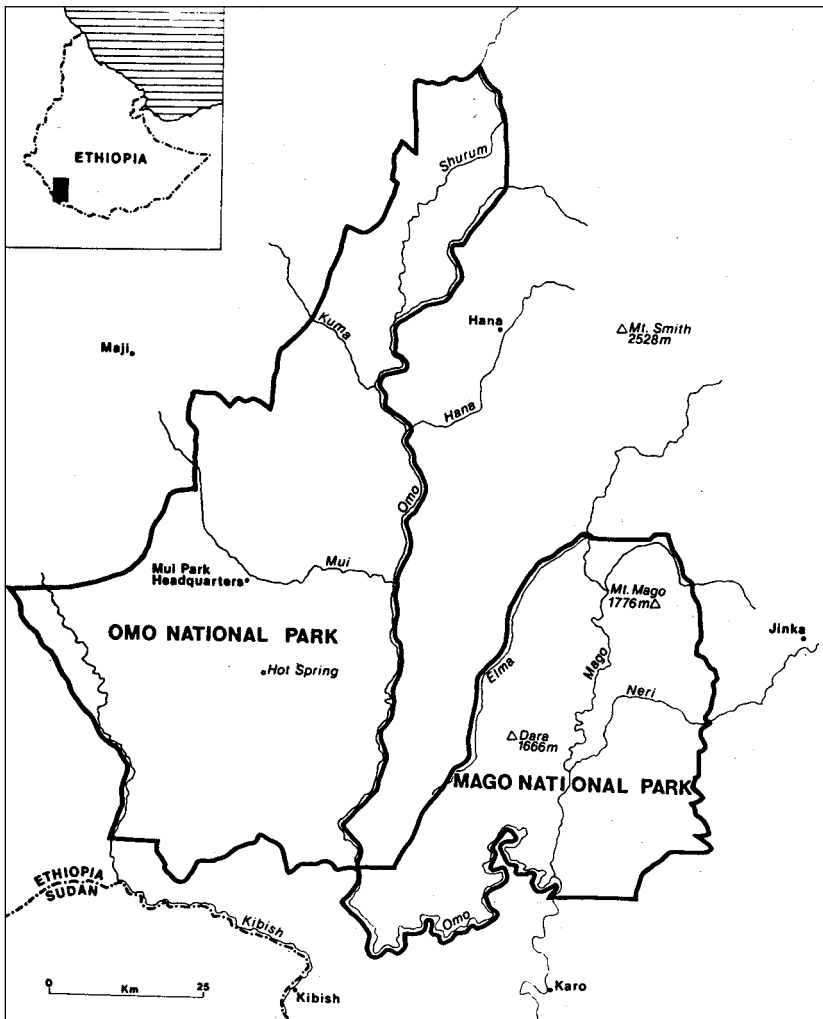 ETHIOPIA
Shurum
Kuma
Hana
Mt. Smith
2528m
Maji
Hana
Omo
Mui
Mui Park
Headquarters
Mt. Mago
1776m
OMO NATIONAL PARK
Jinka
Elma
Mago
Hot Spring
Neri
Dara
1666m
MAGO NATIONAL PARK
ETHIOPIA
SUDAN
Kibish
Omo
0 Km 25
Kibish
Karo